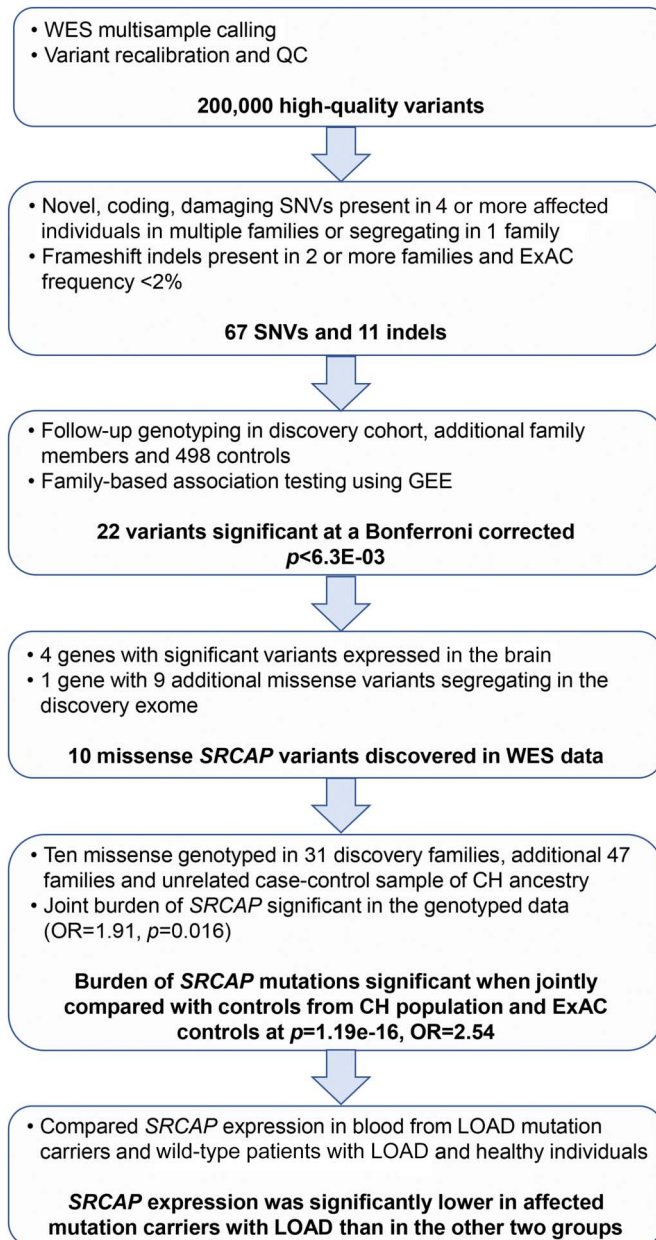 • WES multisample calling
• Variant recalibration and QC
200,000 high-quality variants
• Novel, coding, damaging SNVs present in 4 or more affected
individuals in multiple families or segregating in 1 family
• Frameshift indels present in 2 or more families and ExAC
frequency <2%
67 SNVs and 11 indels
• Follow-up genotyping in discovery cohort, additional family
members and 498 controls
• Family-based association testing using GEE
22 variants significant at a Bonferroni corrected
p<6.3E-03
• 4 genes with significant variants expressed in the brain
• 1 gene with 9 additional missense variants segregating in the
discovery exome
10 missense SRCAP variants discovered in WES data
• Ten missense genotyped in 31 discovery families, additional 47
families and unrelated case-control sample of CH ancestry
• Joint burden of SRCAP significant in the genotyped data
(OR=1.91, p=0.016)
Burden of SRCAP mutations significant when jointly
compared with controls from CH population and ExAC
controls at p=1.19e-16, OR=2.54
• Compared SRCAP expression in blood from LOAD mutation
carriers and wild-type patients with LOAD and healthy individuals
SRCAP expression was significantly lower in affected
mutation carriers with LOAD than in the other two groups